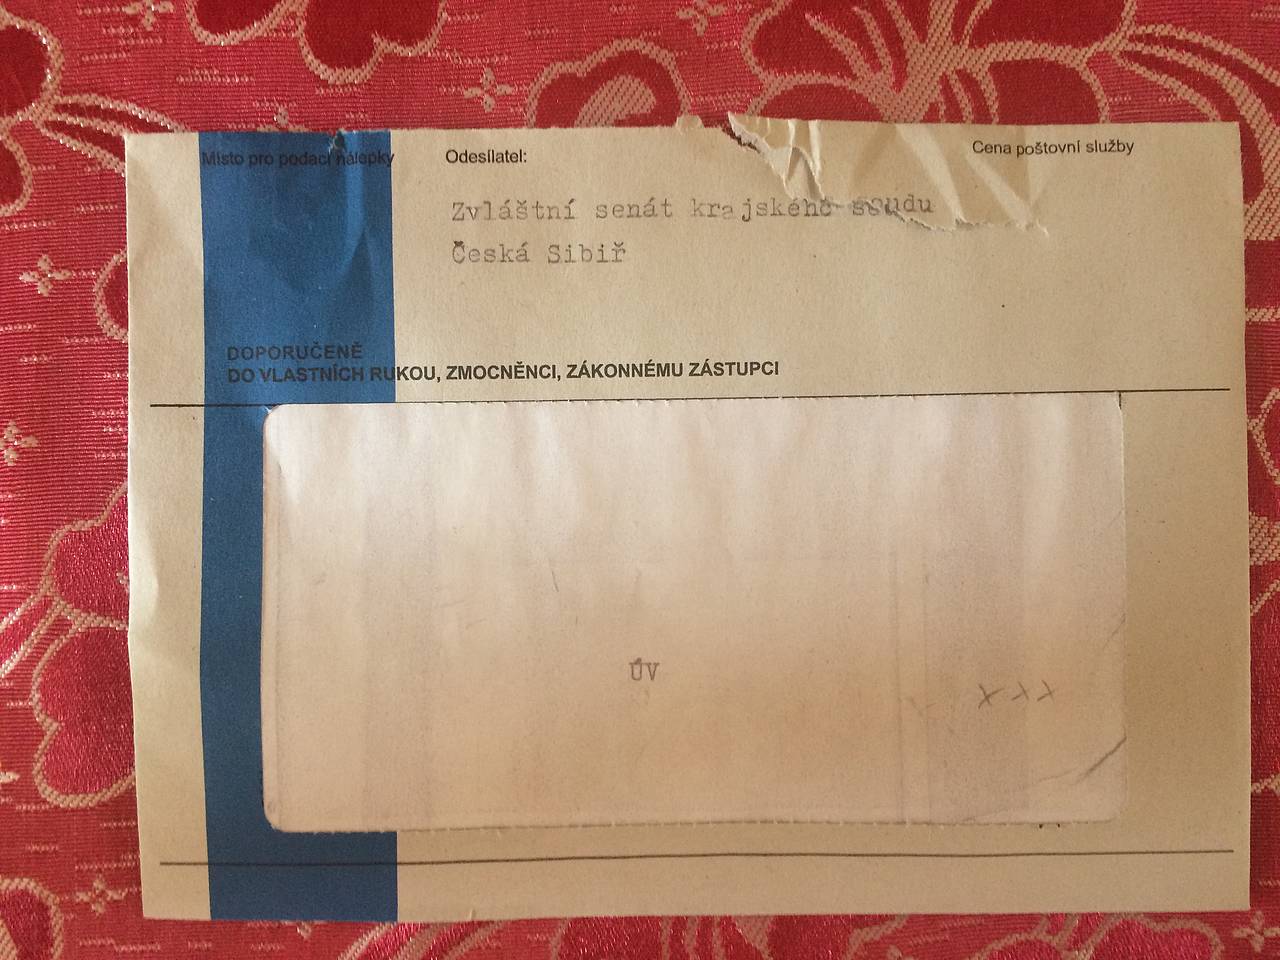 Místo pro podací nálepky
Odesílatel:
Cena poštovní služby
Zvláštní senát krajského soudu
Česká Sibiř
DOPORUČENĚ
DO VLASTNÍCH RUKOU, ZMOCNĚNCI, ZÁKONNÉMU ZÁSTUPCI
ÚV
xxx